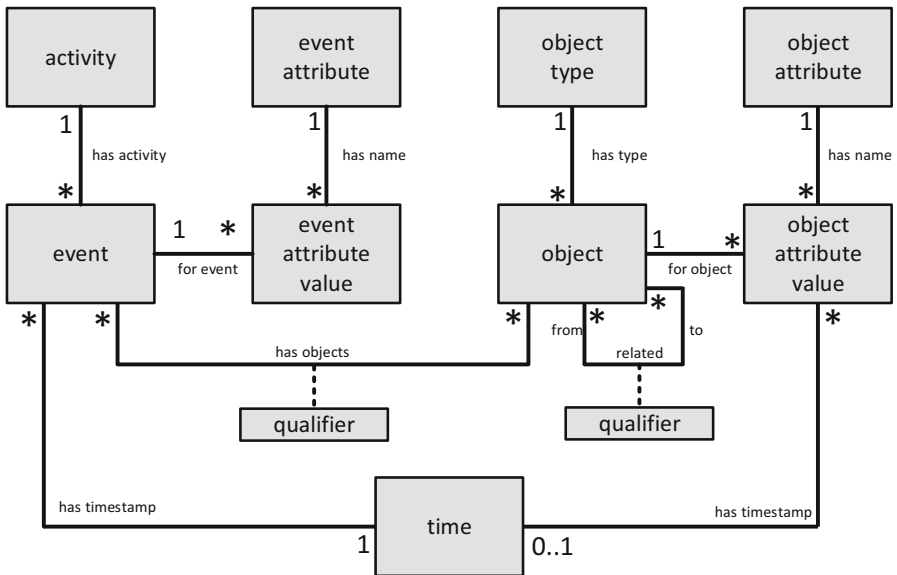 activity
event
attribute
object
type
object
attribute
1
has activity
*
1
has name
*
1
has type
*
1
has name
*
event
1
*
for event
event
attribute
value
object
1
*
for object
object
attribute
value
*
*
has objects
*
qualifier
from
*
*
to
related
qualifier
*
has timestamp
1
time
0..1
has timestamp